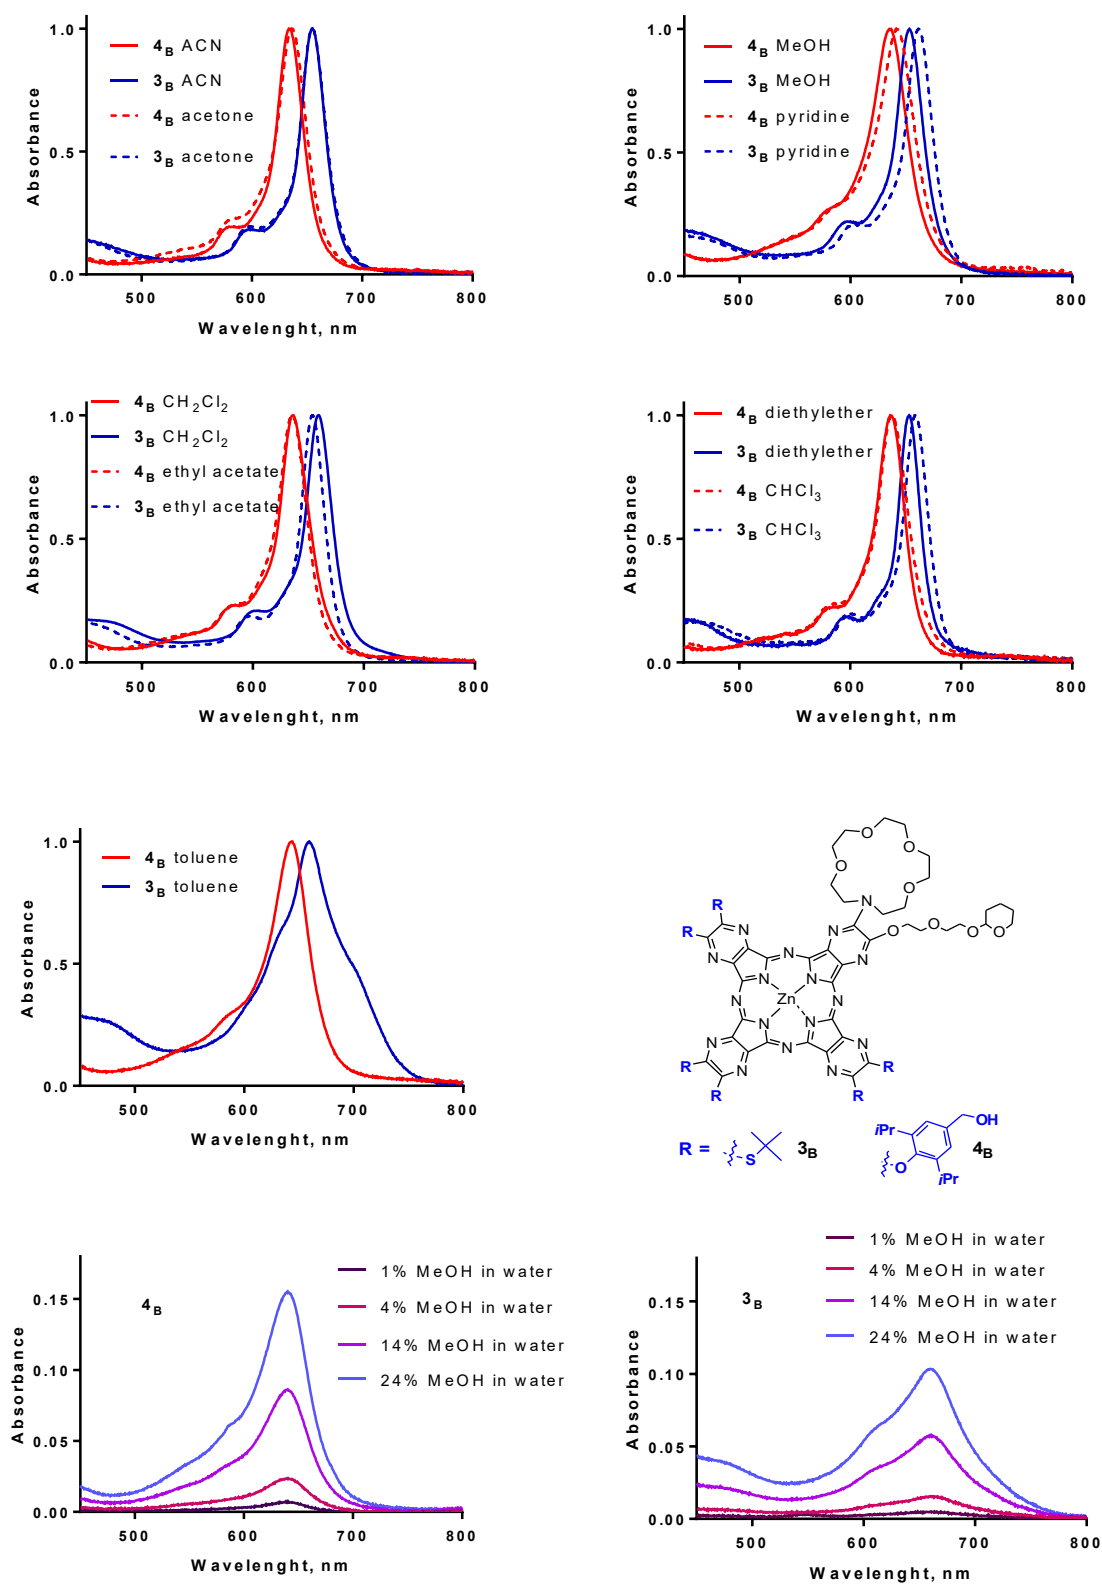 4B ACN
3B ACN
4B acetone
3B acetone
1.0
0.5
0.0
Absorbance
500 600 700 800
Wavelenght, nm
4B MeOH
3B MeOH
4B pyridine
3B pyridine
1.0
0.5
0.0
Absorbance
500 600 700 800
Wavelenght, nm
4B CH2Cl2
3B CH2Cl2
4B ethyl acetate
3B ethyl acetate
1.0
0.5
0.0
Absorbance
500 600 700 800
Wavelenght, nm
4B diethylether
3B diethylether
4B CHCl3
3B CHCl3
1.0
0.5
0.0
Absorbance
500 600 700 800
Wavelenght, nm
4B toluene
3B toluene
1.0
0.5
0.0
Absorbance
500 600 700 800
Wavelenght, nm
O
O O
O O
N
R
R N N O O O O
N N N
N N
N Zn N
N N
N N N
R N N R
R R
OH
iPr
R = S 3B O 4B
iPr
4B
1% MeOH in water
4% MeOH in water
14% MeOH in water
24% MeOH in water
0.15
0.10
0.05
0.00
Absorbance
500 600 700 800
Wavelenght, nm
3B
1% MeOH in water
4% MeOH in water
14% MeOH in water
24% MeOH in water
0.15
0.10
0.05
0.00
Absorbance
500 600 700 800
Wavelenght, nm